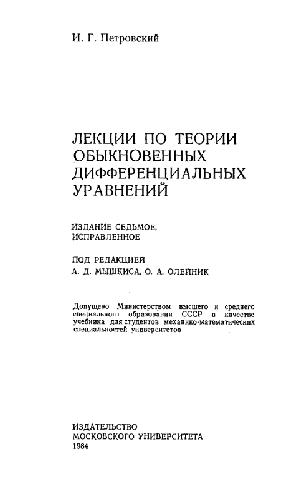 И. Г. Петровский
ЛЕКЦИИ ПО ТЕОРИИ
ОБЫКНОВЕННЫХ
ДИФФЕРЕНЦИАЛЬНЫХ
УРАВНЕНИЙ
ИЗДАНИЕ СЕДЬМОЕ,
ИСПРАВЛЕННОЕ
ПОД РЕДАКЦИЕЙ
А. Д. МЫШКИСА, О. А. ОЛЕЙНИК
Допущено Министерством высшего и среднего
специального образования СССР в качестве
учебника для студентов механико-математических
специальностей университетов
ИЗДАТЕЛЬСТВО
МОСКОВСКОГО УНИВЕРСИТЕТА
1984